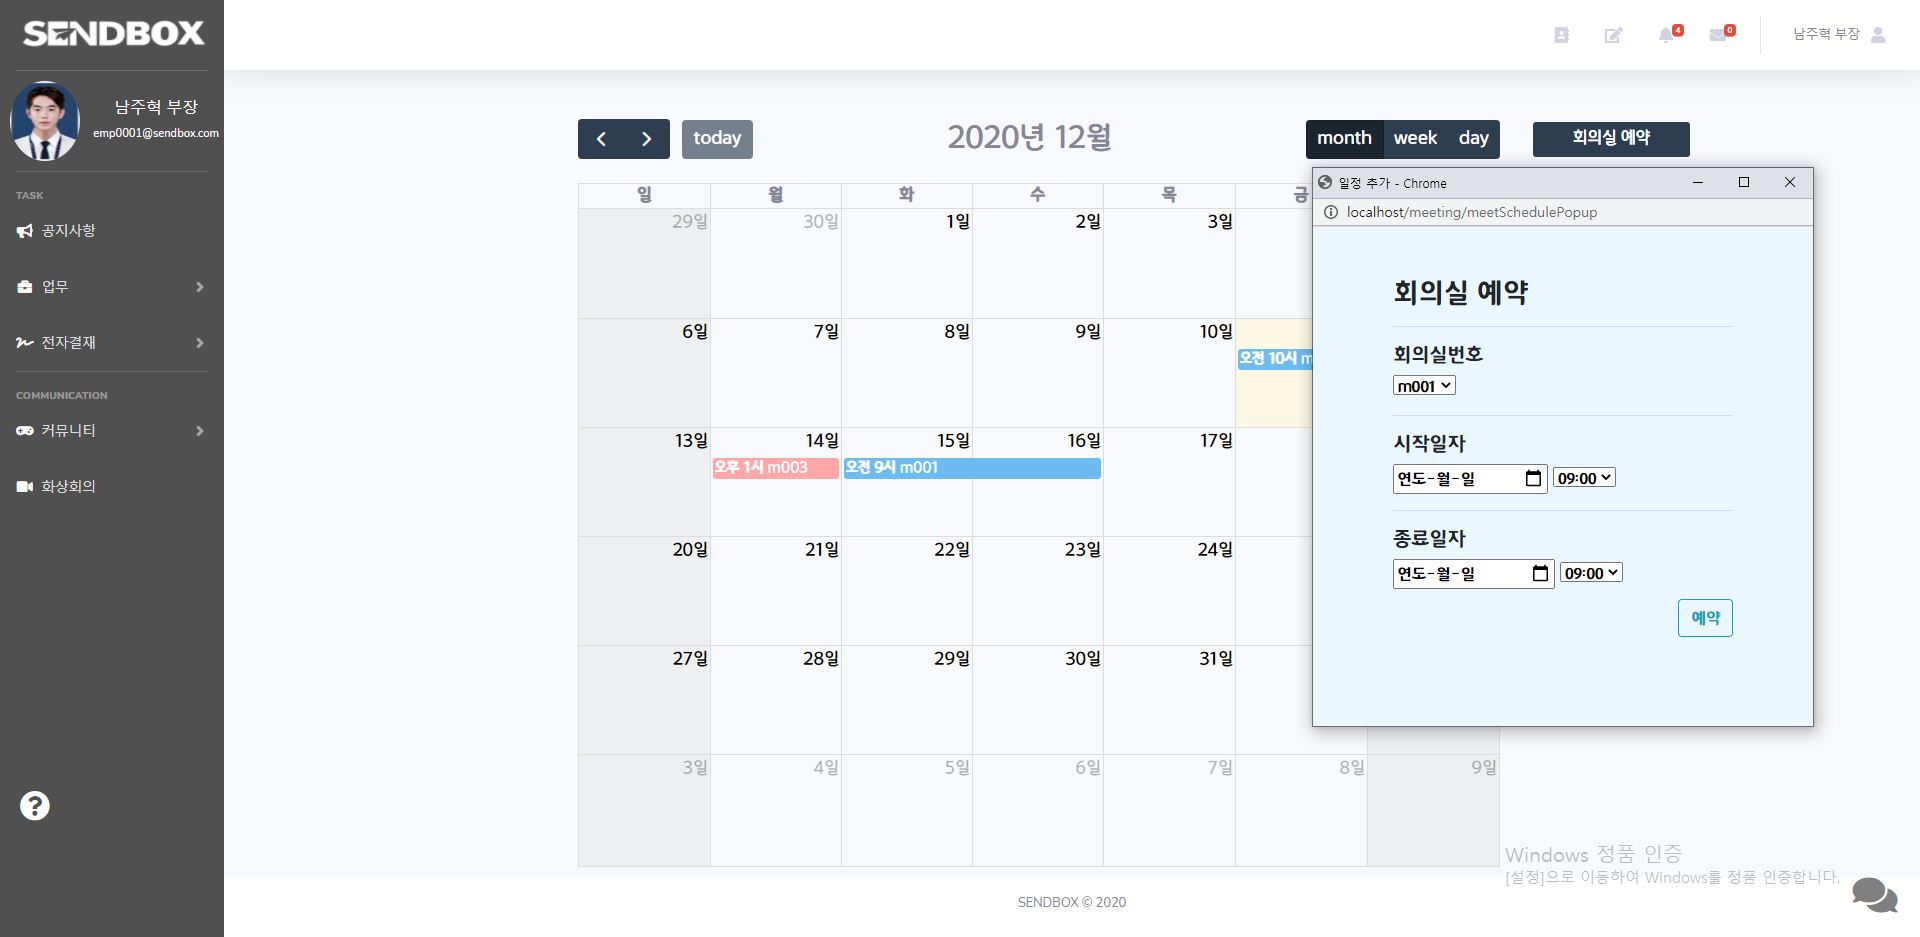 SENDBOX
남주혁 부장
emp0001@sendbox.com
TASK
공지사항
업무
전자결재
COMMUNICATION
커뮤니티
화상회의
4
0
남주혁 부장
today
2020년 12월
month week day
회의실 예약
일 월 화 수 목 금
29일 30일 1일 2일 3일
6일 7일 8일 9일 10일
오전 10시 m
13일 14일 15일 16일 17일
오후 1시 m003
오전 9시 m001
20일 21일 22일 23일 24일
27일 28일 29일 30일 31일
3일 4일 5일 6일 7일 8일 9일
일정 추가 - Chrome
localhost/meeting/meetSchedulePopup
회의실 예약
회의실번호
m001
시작일자
연도-월-일 09:00
종료일자
연도-월-일 09:00
예약
Windows 정품 인증
[설정]으로 이동하여 Windows를 정품 인증합니다.
SENDBOX © 2020